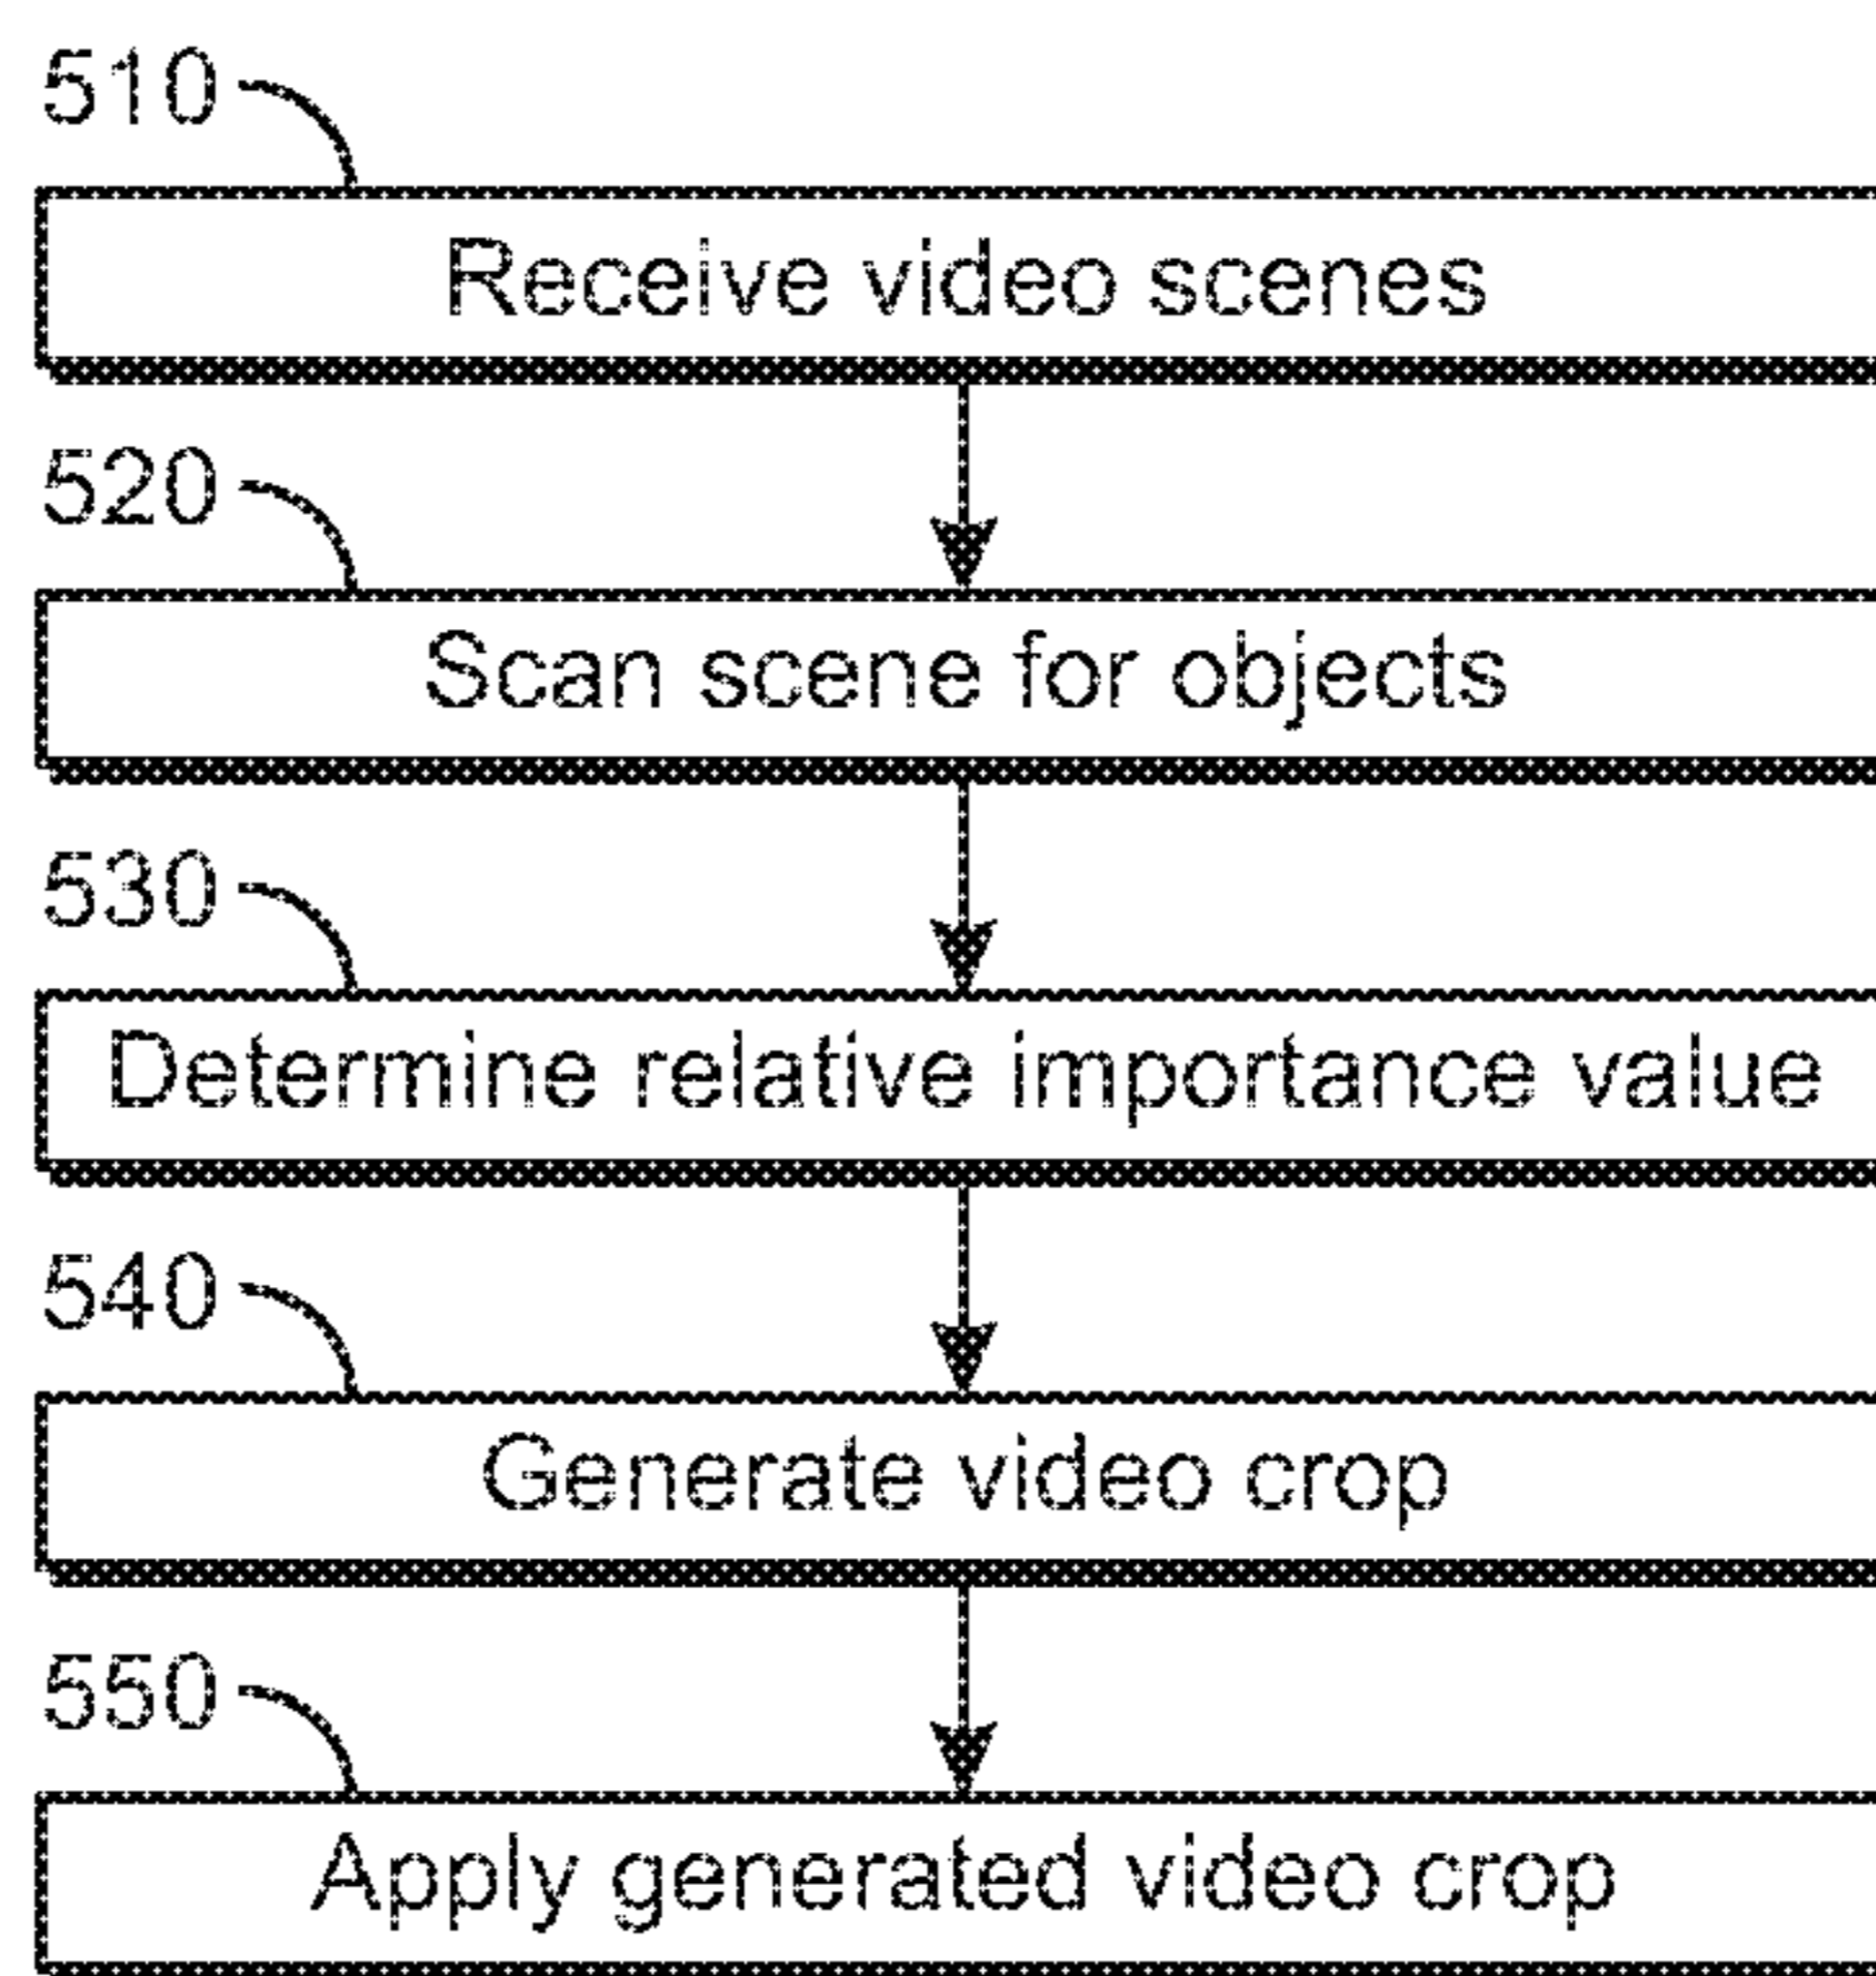 510
Receive video scenes
520
Scan scene for objects
530
Determine relative importance value
540
Generate video crop
550
Apply generated video crop